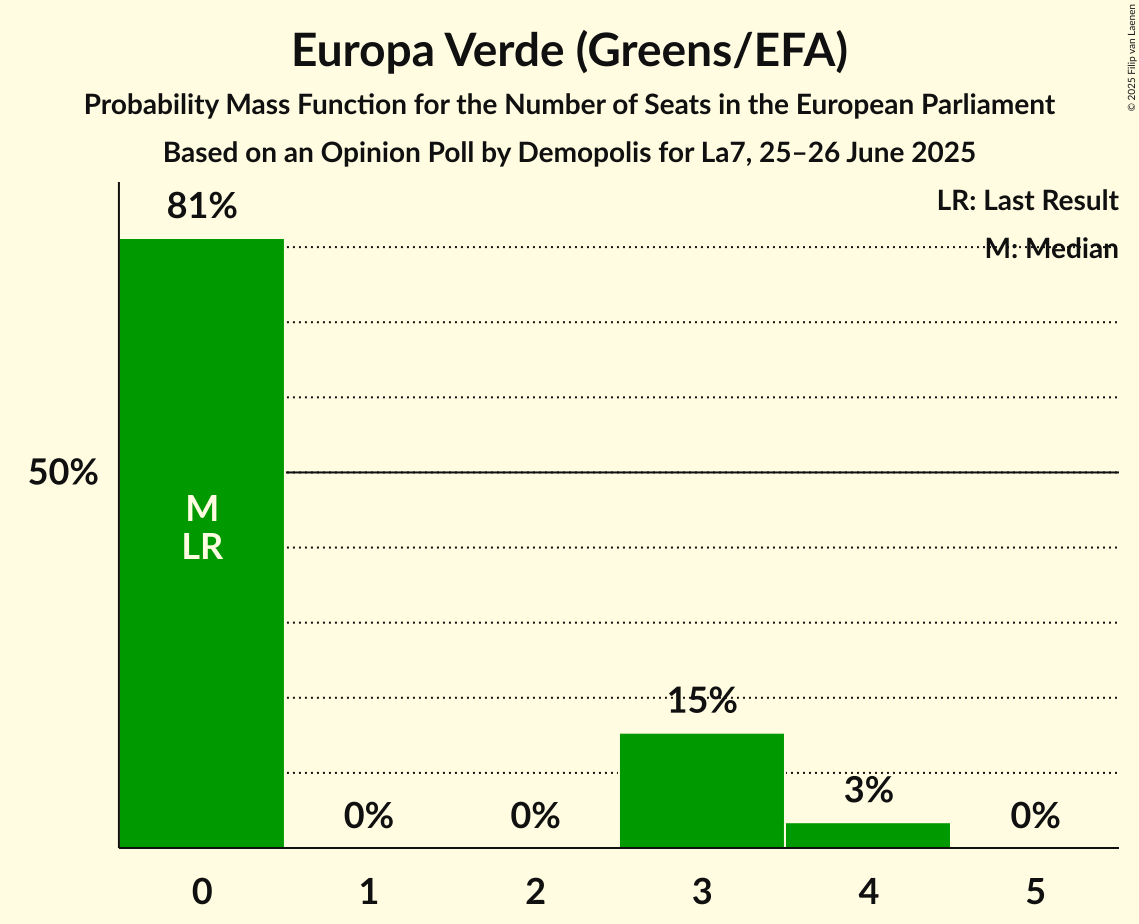 Europa Verde (Greens/EFA)
Probability Mass Function for the Number of Seats in the European Parliament
Based on an Opinion Poll by Demopolis for La7, 25–26 June 2025
© 2025 Filip van Laenen
LR: Last Result
M: Median
81%
50%
M
LR
15%
3%
0%
0%
0%
0
1
2
3
4
5